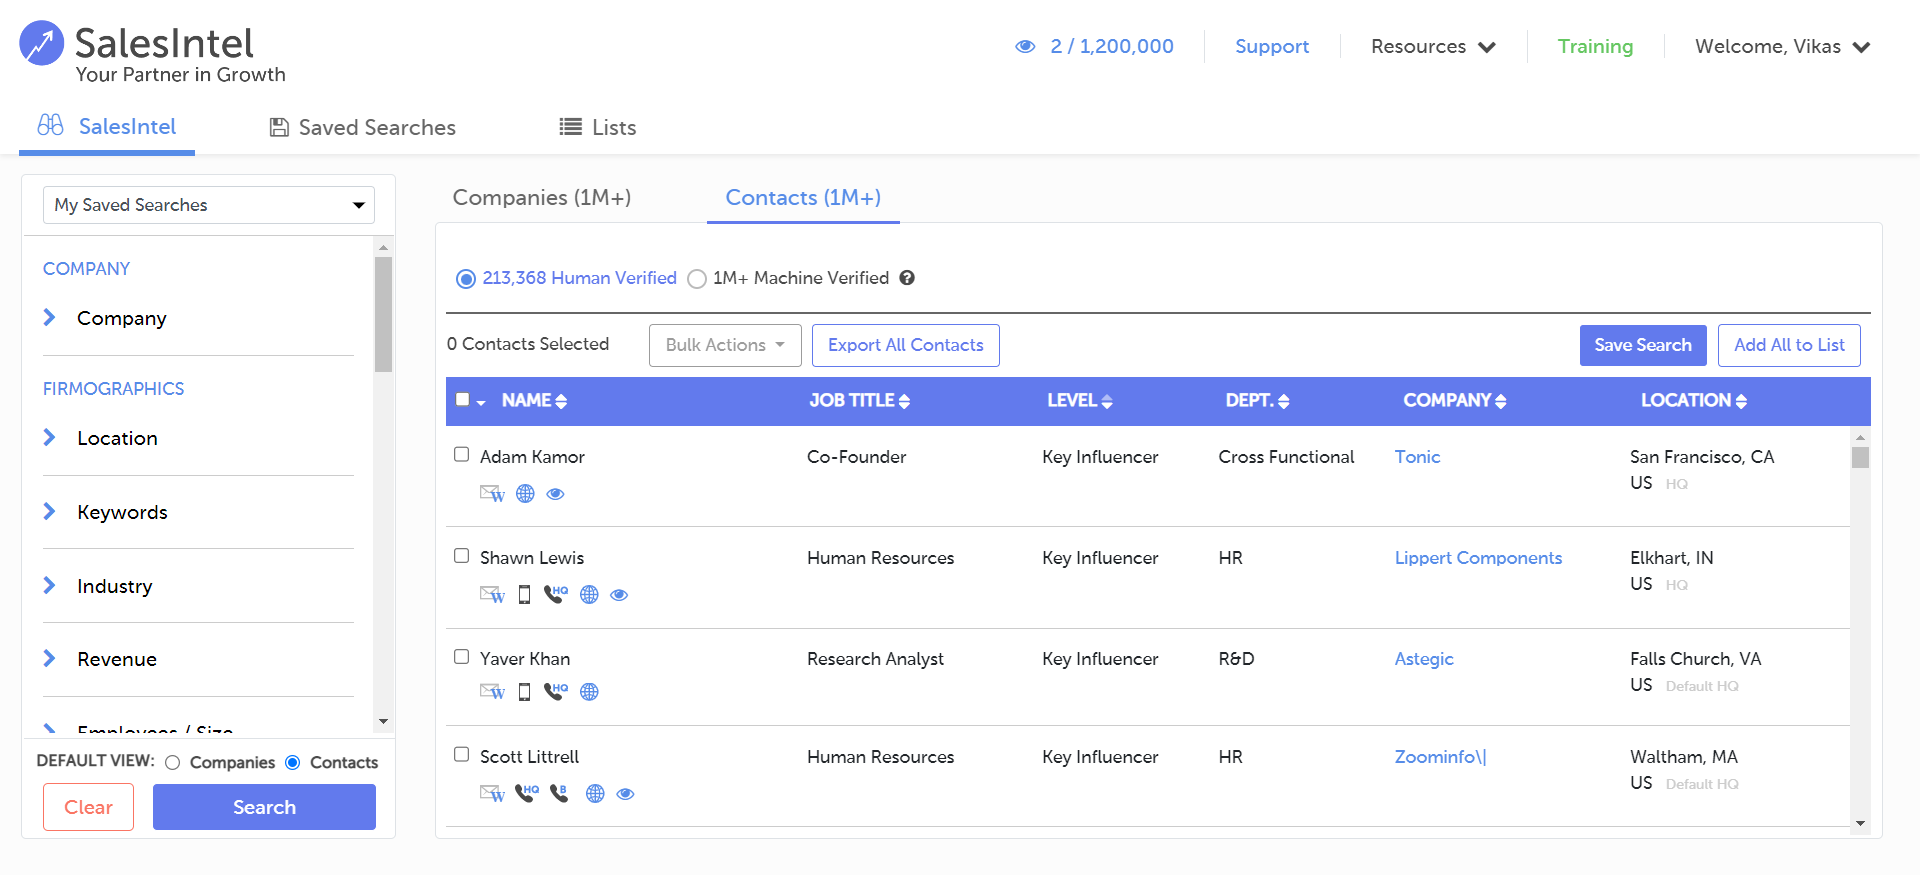 SalesIntel
Your Partner in Growth
2 / 1,200,000
Support
Resources
Training
Welcome, Vikas
SalesIntel
Saved Searches
Lists
My Saved Searches
COMPANY
Company
FIRMOGRAPHICS
Location
Keywords
Industry
Revenue
Employees / Size
DEFAULT VIEW: Companies Contacts
Clear
Search
Companies (1M+)
Contacts (1M+)
213,368 Human Verified 1M+ Machine Verified ?
0 Contacts Selected
Bulk Actions
Export All Contacts
Save Search
Add All to List
NAME JOB TITLE LEVEL DEPT. COMPANY LOCATION
Adam Kamor Co-Founder Key Influencer Cross Functional Tonic San Francisco, CA
US HQ
W
Shawn Lewis Human Resources Key Influencer HR Lippert Components Elkhart, IN
US HQ
W HQ
Yaver Khan Research Analyst Key Influencer R&D Astegic Falls Church, VA
US Default HQ
W HQ
Scott Littrell Human Resources Key Influencer HR Zoominfo\| Waltham, MA
US Default HQ
W HQ B